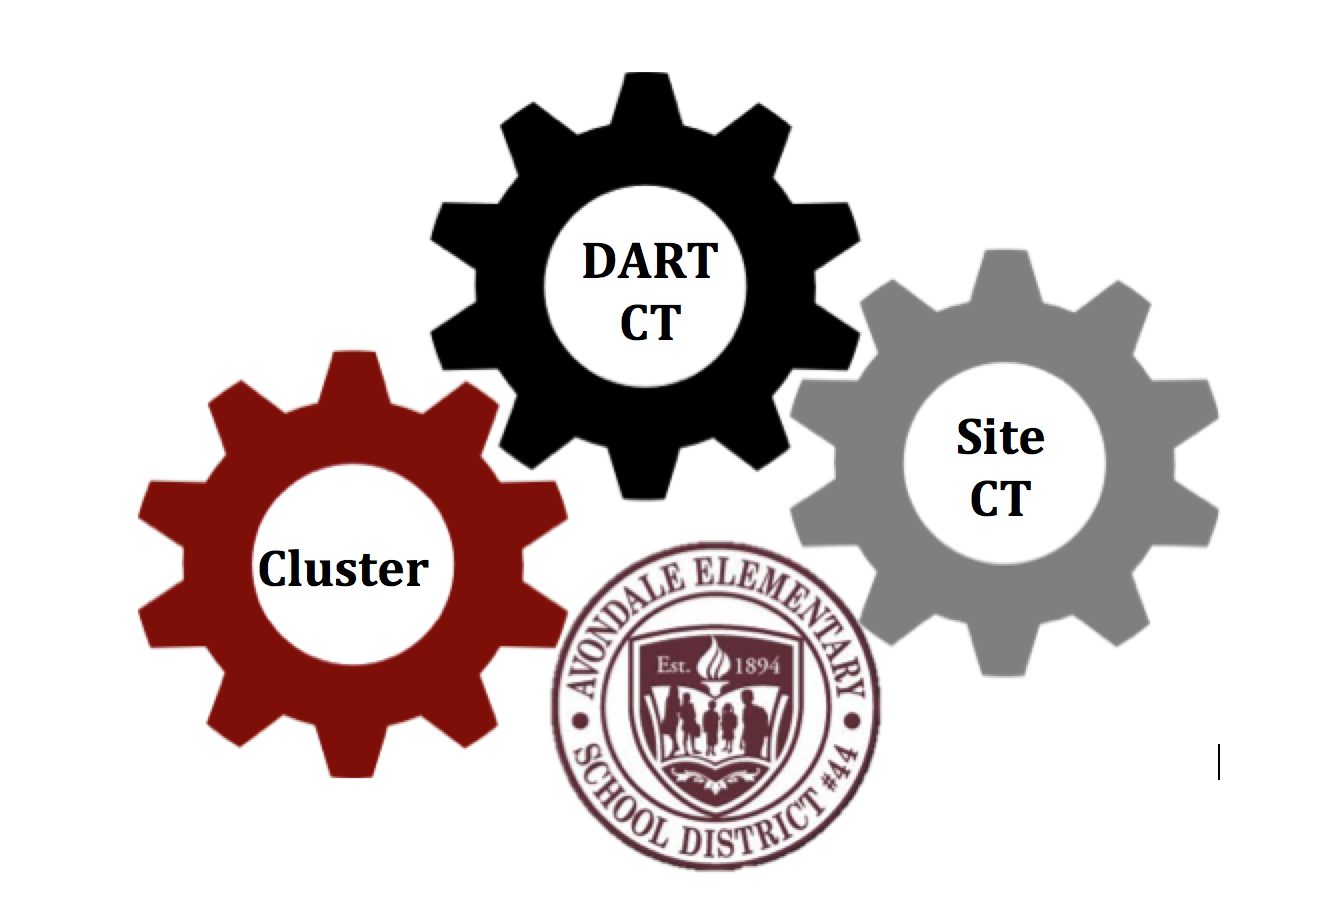 DART
CT
Site
CT
Cluster
AVONDALE ELEMENTARY
Est. 1894
SCHOOL DISTRICT #44